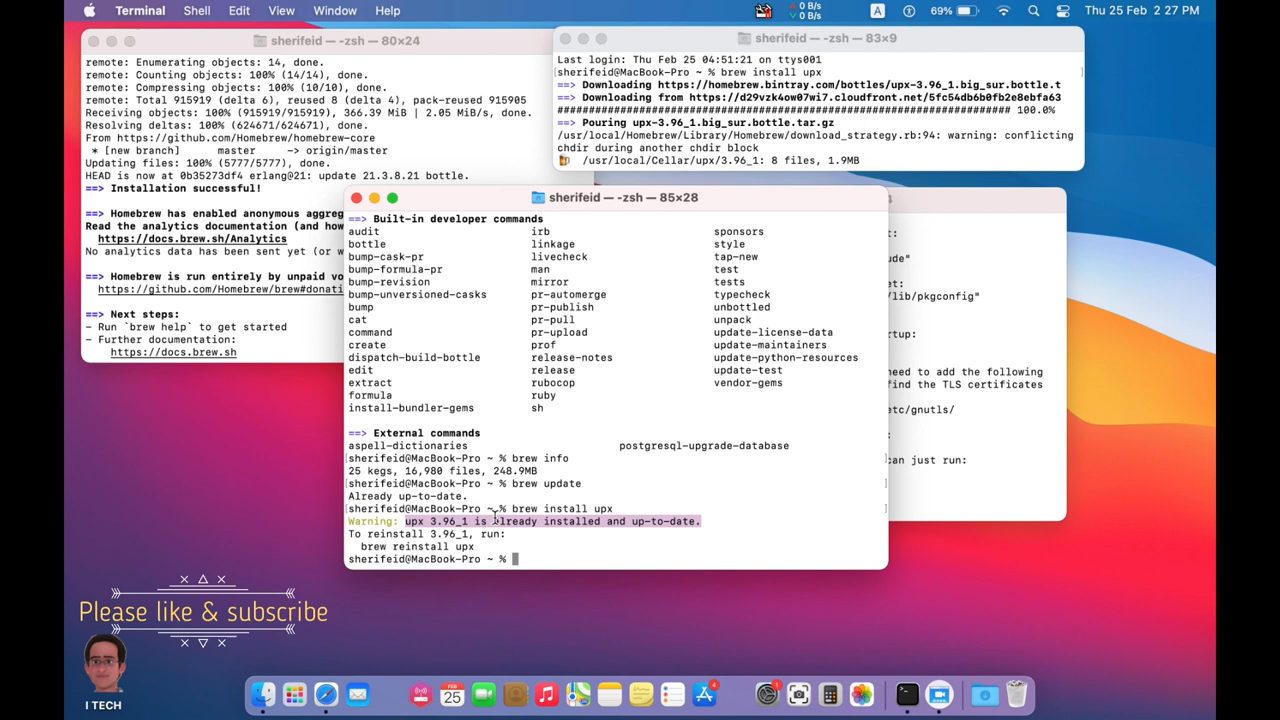 Terminal Shell Edit View Window Help
0 B/s
0 B/s
A
69%
Thu 25 Feb 2 27 PM
sherifeid — -zsh — 80×24
remote: Enumerating objects: 14, done.
remote: Counting objects: 100% (14/14), done.
remote: Compressing objects: 100% (10/10), done.
remote: Total 915919 (delta 6), reused 8 (delta 4), pack-reused 915905
Receiving objects: 100% (915919/915919), 366.39 MiB | 2.05 MiB/s, done.
Resolving deltas: 100% (624671/624671), done.
From https://github.com/Homebrew/homebrew-core
* [new branch] master -> origin/master
Updating files: 100% (5777/5777), done.
HEAD is now at 0b35273df4 erlang@21: update 21.3.8.21 bottle.
==> Installation successful!
==> Homebrew has enabled anonymous aggreg
Read the analytics documentation (and how
https://docs.brew.sh/Analytics
No analytics data has been sent yet (or w
==> Homebrew is run entirely by unpaid vo
https://github.com/Homebrew/brew#donati
==> Next steps:
- Run `brew help` to get started
- Further documentation:
https://docs.brew.sh
sherifeid — -zsh — 83×9
Last login: Thu Feb 25 04:51:21 on ttys001
[sherifeid@MacBook-Pro ~ % brew install upx ]
==> Downloading https://homebrew.bintray.com/bottles/upx-3.96_1.big_sur.bottle.t
==> Downloading from https://d29vzk4ow07wi7.cloudfront.net/5fc54db6b0fb2e8ebfa63
######################################################################## 100.0%
==> Pouring upx-3.96_1.big_sur.bottle.tar.gz
/usr/local/Homebrew/Library/Homebrew/download_strategy.rb:94: warning: conflicting
chdir during another chdir block
/usr/local/Cellar/upx/3.96_1: 8 files, 1.9MB
sherifeid — -zsh — 85×28
==> Built-in developer commands
audit irb sponsors
bottle linkage style
bump-cask-pr livecheck tap-new
bump-formula-pr man test
bump-revision mirror tests
bump-unversioned-casks pr-automerge typecheck
bump pr-publish unbottled
cat pr-pull unpack
command pr-upload update-license-data
create prof update-maintainers
dispatch-build-bottle release-notes update-python-resources
edit release update-test
extract rubocop vendor-gems
formula ruby
install-bundler-gems sh
==> External commands
aspell-dictionaries postgresql-upgrade-database
[sherifeid@MacBook-Pro ~ % brew info ]
25 kegs, 16,980 files, 248.9MB
[sherifeid@MacBook-Pro ~ % brew update ]
Already up-to-date.
[sherifeid@MacBook-Pro ~ % brew install upx ]
Warning: upx 3.96_1 is already installed and up-to-date.
To reinstall 3.96_1, run:
brew reinstall upx
sherifeid@MacBook-Pro ~ %
et:
ude"
et:
/lib/pkgconfig"
artup:
need to add the following
find the TLS certificates
etc/gnutls/
can just run:
Please like & subscribe
I TECH
FEB
25
4
1